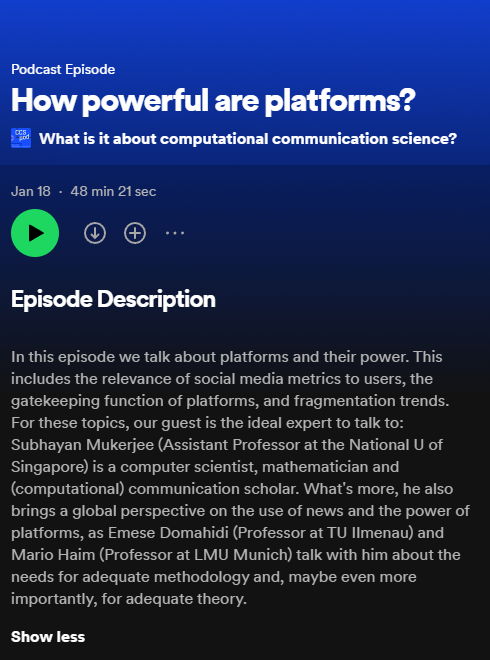 Podcast Episode
How powerful are platforms?
CCS
pod
What is it about computational communication science?
Jan 18 · 48 min 21 sec
Episode Description
In this episode we talk about platforms and their power. This
includes the relevance of social media metrics to users, the
gatekeeping function of platforms, and fragmentation trends.
For these topics, our guest is the ideal expert to talk to:
Subhayan Mukerjee (Assistant Professor at the National U of
Singapore) is a computer scientist, mathematician and
(computational) communication scholar. What's more, he also
brings a global perspective on the use of news and the power of
platforms, as Emese Domahidi (Professor at TU Ilmenau) and
Mario Haim (Professor at LMU Munich) talk with him about the
needs for adequate methodology and, maybe even more
importantly, for adequate theory.
Show less